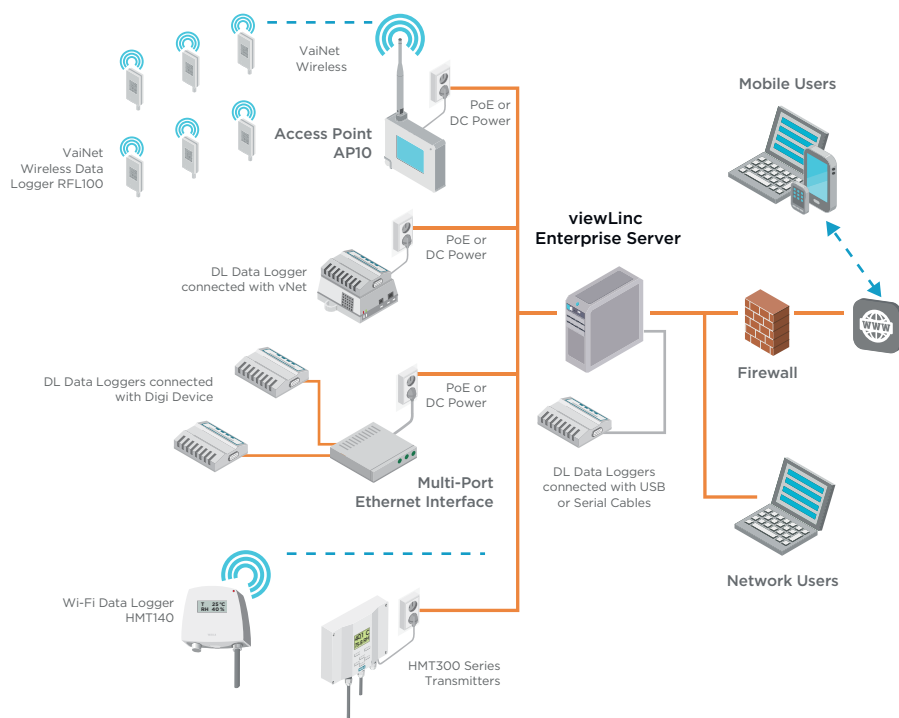 VaiNet
Wireless
PoE or
DC Power
Access Point
AP10
VaiNet
Wireless Data
Logger RFL100
Mobile Users
viewLinc
Enterprise Server
PoE or
DC Power
DL Data Logger
connected with vNet
WWW
Firewall
DL Data Loggers connected
with Digi Device
PoE or
DC Power
Multi-Port
Ethernet Interface
DL Data Loggers
connected with USB
or Serial Cables
Network Users
Wi-Fi Data Logger
HMT140
T 25°C
RH 40%
HMT300 Series
Transmitters